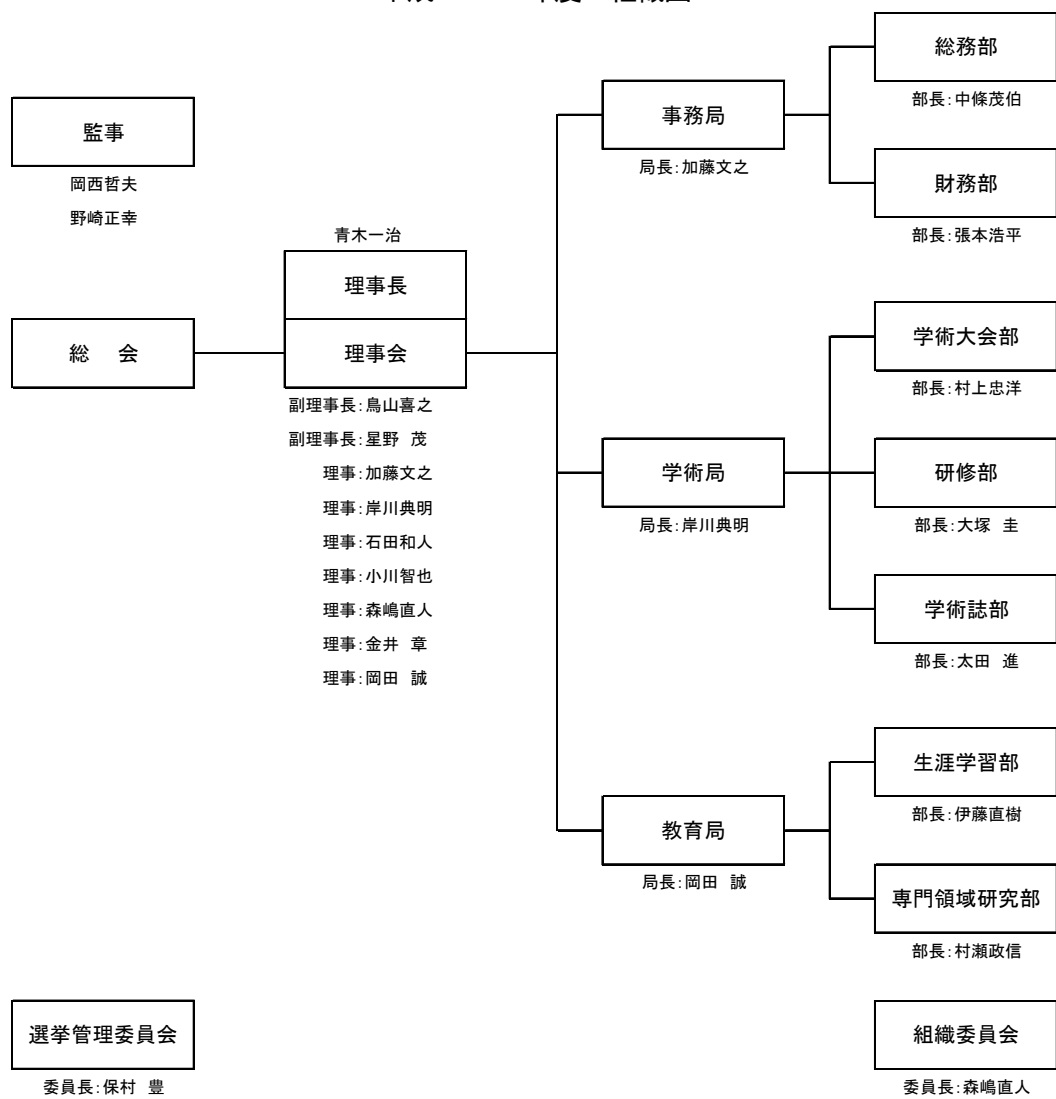 総務部
部長:中條茂伯
監事
岡西哲夫
野崎正幸
事務局
局長:加藤文之
財務部
部長:張本浩平
青木一治
理事長
総　会
理事会
副理事長:鳥山喜之
副理事長:星野　茂
理事:加藤文之
理事:岸川典明
理事:石田和人
理事:小川智也
理事:森嶋直人
理事:金井　章
理事:岡田　誠
学術大会部
部長:村上忠洋
学術局
局長:岸川典明
研修部
部長:大塚　圭
学術誌部
部長:太田　進
生涯学習部
部長:伊藤直樹
教育局
局長:岡田　誠
専門領域研究部
部長:村瀬政信
選挙管理委員会
委員長:保村　豊
組織委員会
委員長:森嶋直人